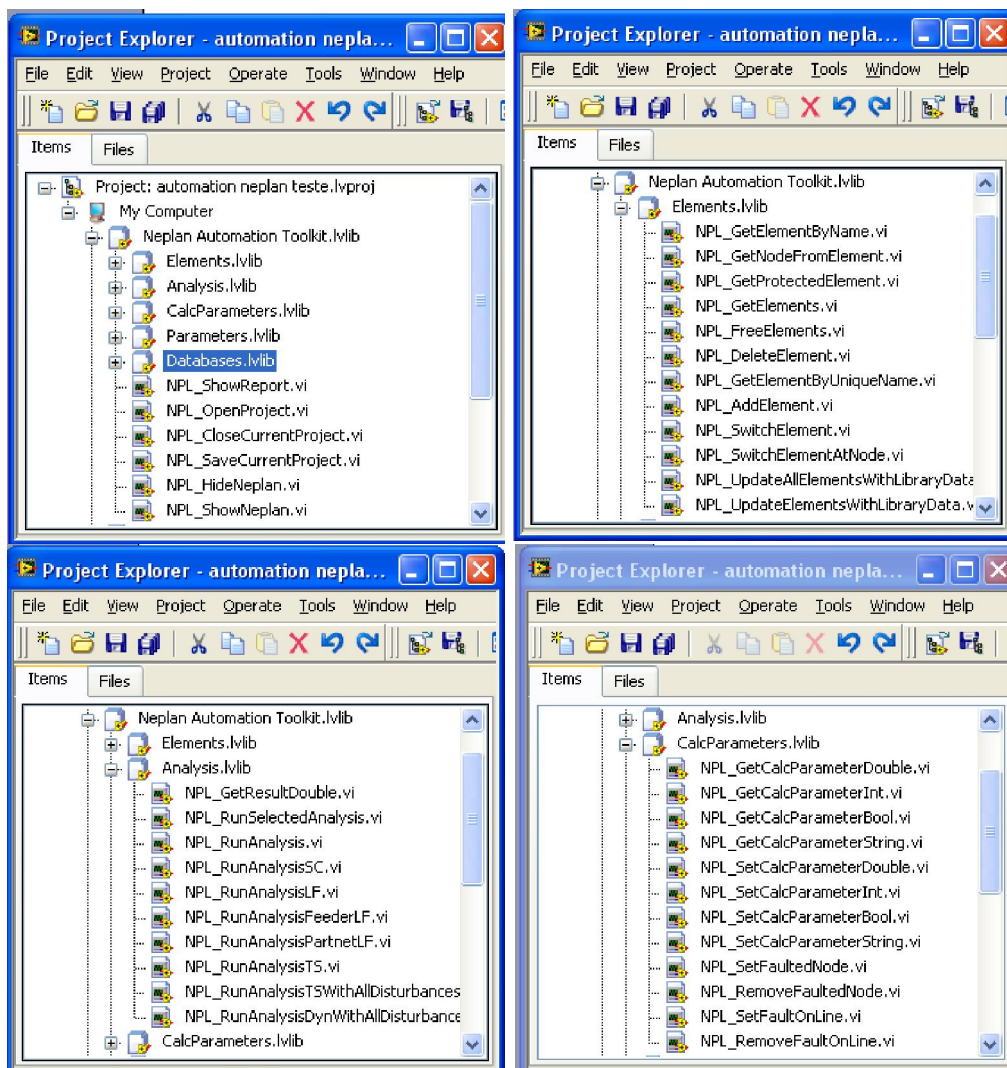 Project Explorer - automation nepla...
File Edit View Project Operate Tools Window Help
Items Files
Project: automation neplan teste.lvproj
My Computer
Neplan Automation Toolkit.lvlib
Elements.lvlib
Analysis.lvlib
CalcParameters.lvlib
Parameters.lvlib
Databases.lvlib
NPL_ShowReport.vi
NPL_OpenProject.vi
NPL_CloseCurrentProject.vi
NPL_SaveCurrentProject.vi
NPL_HideNeplan.vi
NPL_ShowNeplan.vi
Project Explorer - automation nepla...
File Edit View Project Operate Tools Window Help
Items Files
Neplan Automation Toolkit.lvlib
Elements.lvlib
NPL_GetElementByName.vi
NPL_GetNodeFromElement.vi
NPL_GetProtectedElement.vi
NPL_GetElements.vi
NPL_FreeElements.vi
NPL_DeleteElement.vi
NPL_GetElementByUniqueName.vi
NPL_AddElement.vi
NPL_SwitchElement.vi
NPL_SwitchElementAtNode.vi
NPL_UpdateAllElementsWithLibraryData
NPL_UpdateElementsWithLibraryData.v
Project Explorer - automation nepla...
File Edit View Project Operate Tools Window Help
Items Files
Neplan Automation Toolkit.lvlib
Elements.lvlib
Analysis.lvlib
NPL_GetResultDouble.vi
NPL_RunSelectedAnalysis.vi
NPL_RunAnalysis.vi
NPL_RunAnalysisSC.vi
NPL_RunAnalysisLF.vi
NPL_RunAnalysisFeederLF.vi
NPL_RunAnalysisPartnetLF.vi
NPL_RunAnalysisTS.vi
NPL_RunAnalysisTSWithAllDisturbances
NPL_RunAnalysisDynWithAllDisturbance
CalcParameters.lvlib
Project Explorer - automation nepla...
File Edit View Project Operate Tools Window Help
Items Files
Analysis.lvlib
CalcParameters.lvlib
NPL_GetCalcParameterDouble.vi
NPL_GetCalcParameterInt.vi
NPL_GetCalcParameterBool.vi
NPL_GetCalcParameterString.vi
NPL_SetCalcParameterDouble.vi
NPL_SetCalcParameterInt.vi
NPL_SetCalcParameterBool.vi
NPL_SetCalcParameterString.vi
NPL_SetFaultedNode.vi
NPL_RemoveFaultedNode.vi
NPL_SetFaultOnLine.vi
NPL_RemoveFaultOnLine.vi